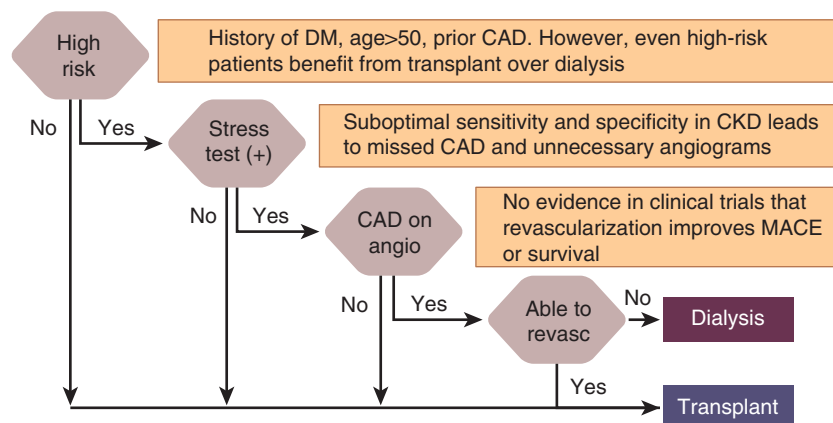 High
risk
History of DM, age>50, prior CAD. However, even high-risk
patients benefit from transplant over dialysis
No
Yes
Stress
test (+)
Suboptimal sensitivity and specificity in CKD leads
to missed CAD and unnecessary angiograms
No
Yes
CAD on
angio
No evidence in clinical trials that
revascularization improves MACE
or survival
No
Yes
Able to
revasc
No
Dialysis
Yes
Transplant